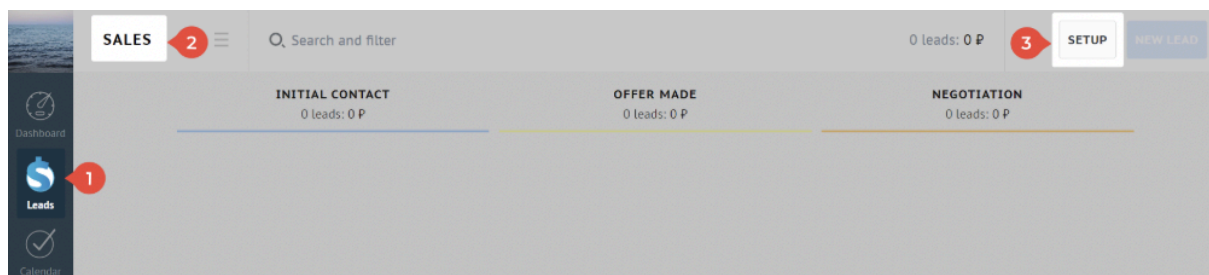 SALES
2
Search and filter
0 leads: 0 ₽
3
SETUP
NEW LEAD
INITIAL CONTACT
0 leads: 0 ₽
OFFER MADE
0 leads: 0 ₽
NEGOTIATION
0 leads: 0 ₽
Dashboard
1
Leads
Calendar